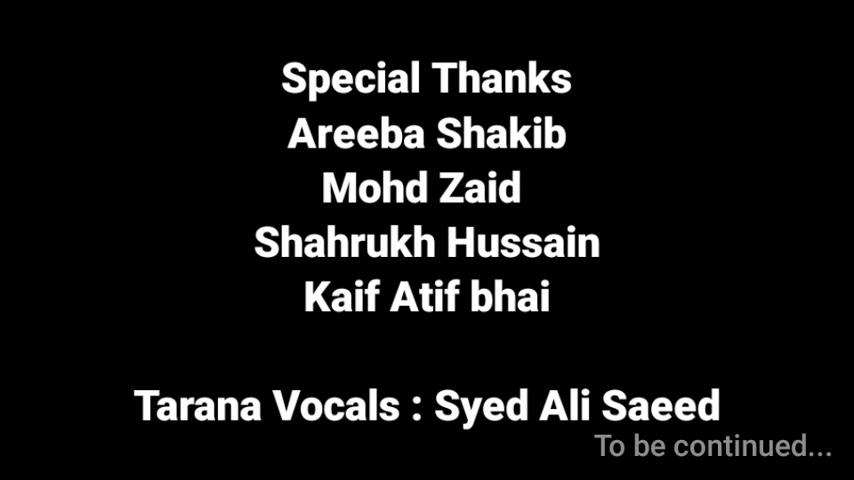 Special Thanks
Areeba Shakib
Mohd Zaid
Shahrukh Hussain
Kaif Atif bhai
Tarana Vocals : Syed Ali Saeed
To be continued...